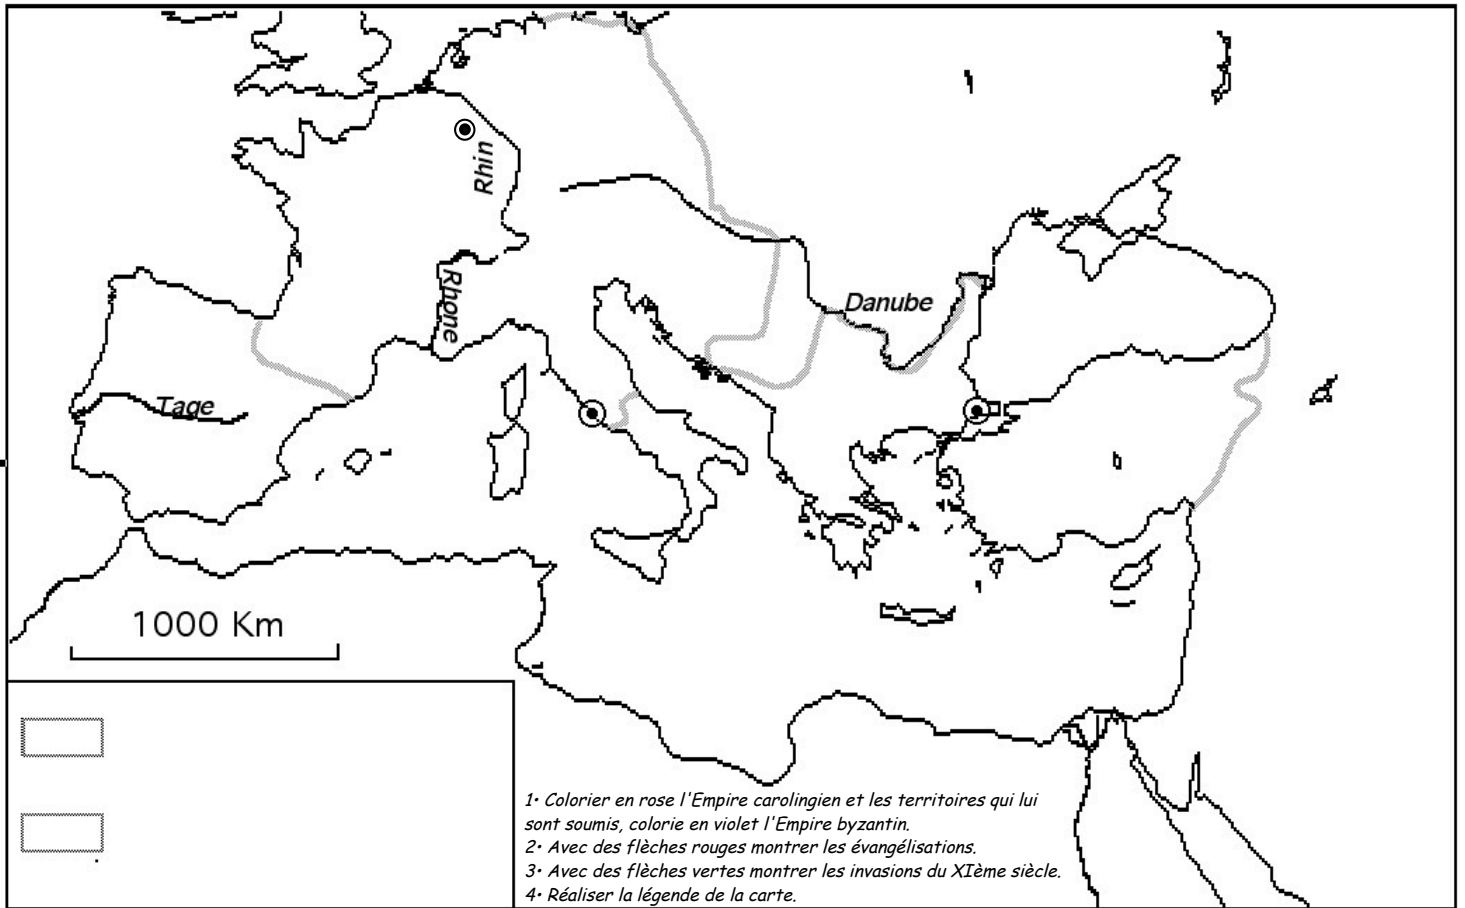 Rhin
Rhone
Danube
Tage
1000 Km
1• Colorier en rose l'Empire carolingien et les territoires qui lui
sont soumis, colorie en violet l'Empire byzantin.
2• Avec des flèches rouges montrer les évangélisations.
3• Avec des flèches vertes montrer les invasions du XIème siècle.
4• Réaliser la légende de la carte.